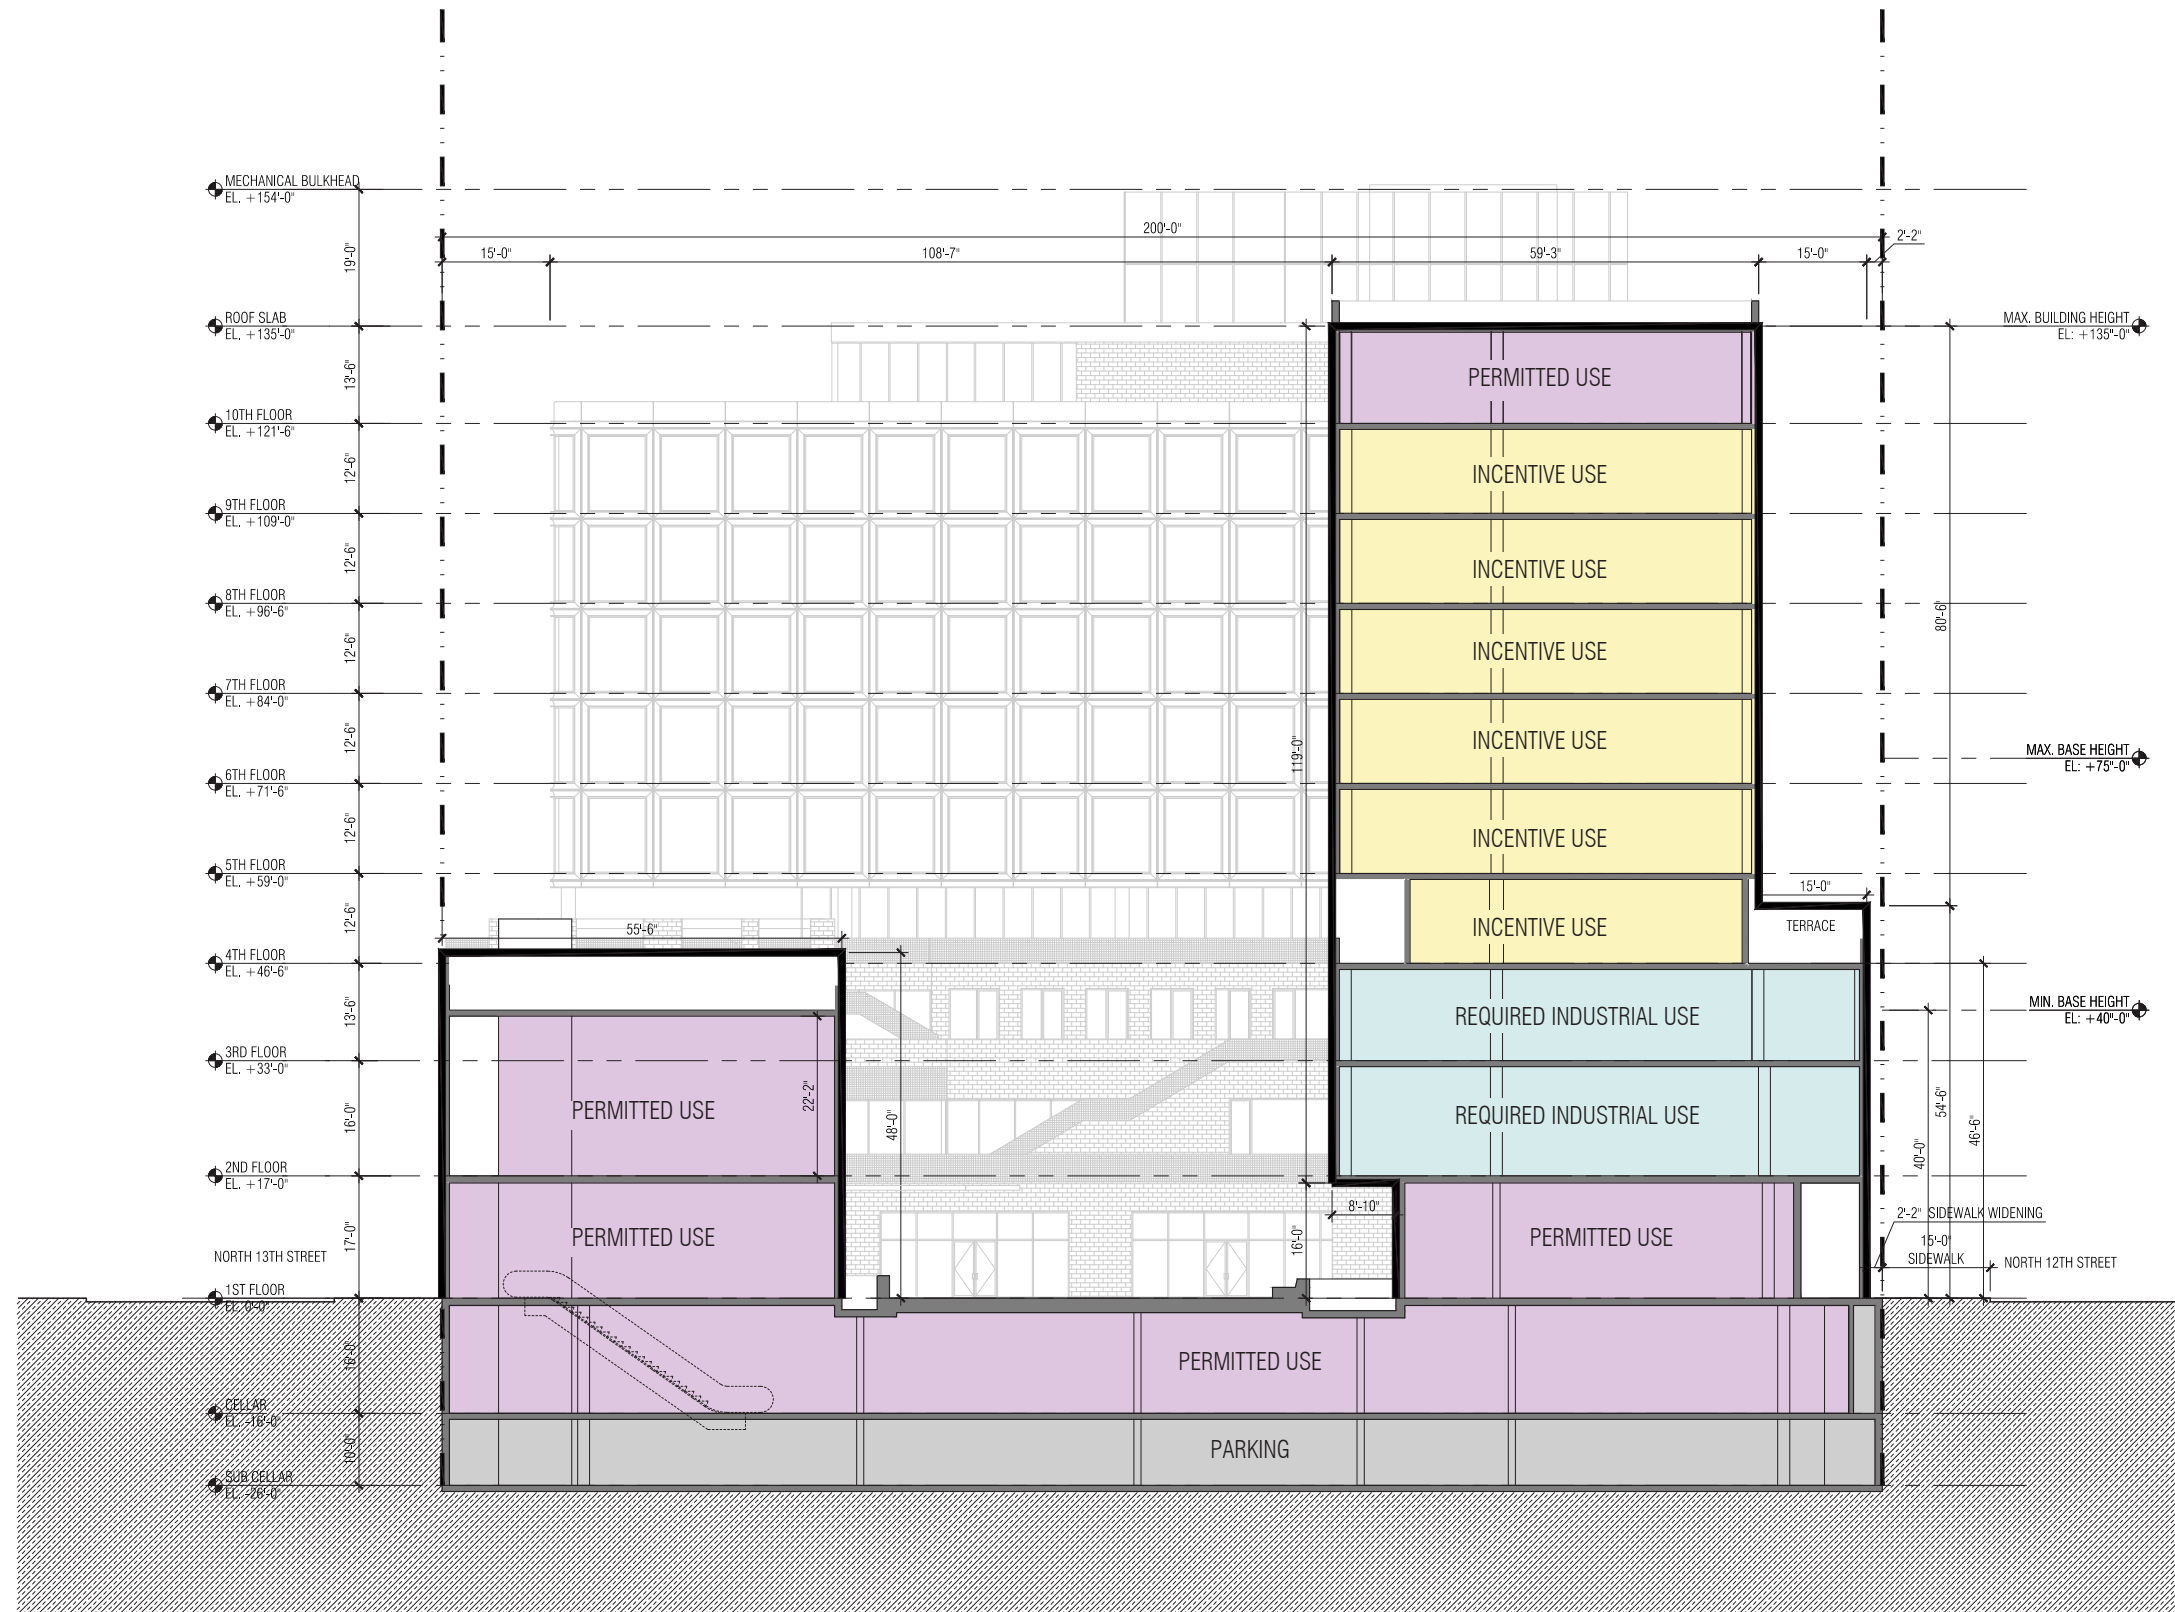 MECHANICAL BULKHEAD
EL. +154'-0"
200'-0"
2'-2"
15'-0"
108'-7"
59'-3"
15'-0"
19'-0"
ROOF SLAB
EL. +135'-0"
MAX. BUILDING HEIGHT
EL: +135"-0"
13'-6"
PERMITTED USE
10TH FLOOR
EL. +121'-6"
12'-6"
INCENTIVE USE
9TH FLOOR
EL. +109'-0"
12'-6"
INCENTIVE USE
8TH FLOOR
EL. +96'-6"
80'-6"
12'-6"
INCENTIVE USE
7TH FLOOR
EL. +84'-0"
12'-6"
119'-0"
INCENTIVE USE
MAX. BASE HEIGHT
EL: +75"-0"
6TH FLOOR
EL. +71'-6"
12'-6"
INCENTIVE USE
5TH FLOOR
EL. +59'-0"
15'-0"
12'-6"
55'-6"
INCENTIVE USE
TERRACE
4TH FLOOR
EL. +46'-6"
13'-6"
REQUIRED INDUSTRIAL USE
MIN. BASE HEIGHT
EL: +40"-0"
3RD FLOOR
EL. +33'-0"
16'-0"
PERMITTED USE
22'-2"
48'-0"
REQUIRED INDUSTRIAL USE
54'-6"
46'-6"
40'-0"
2ND FLOOR
EL. +17'-0"
8'-10"
2'-2" SIDEWALK WIDENING
17'-0"
PERMITTED USE
16'-0"
PERMITTED USE
15'-0"
SIDEWALK
NORTH 13TH STREET
NORTH 12TH STREET
1ST FLOOR
EL. 0'-0"
16'-0"
PERMITTED USE
CELLAR
EL. -16'-0"
10'-0"
PARKING
SUB CELLAR
EL. -26'-0"